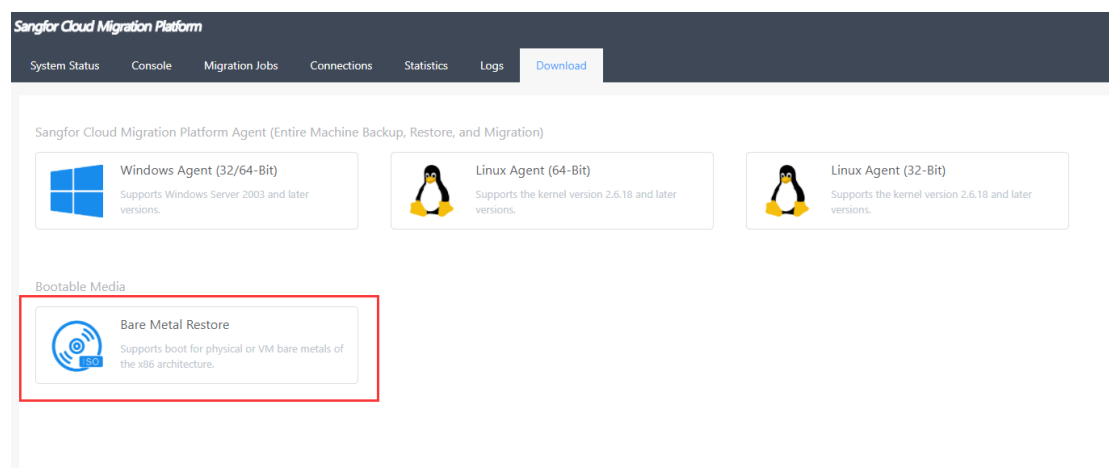 Sangfor Cloud Migration Platform
System Status Console Migration Jobs Connections Statistics Logs Download
Sangfor Cloud Migration Platform Agent (Entire Machine Backup, Restore, and Migration)
Windows Agent (32/64-Bit)
Supports Windows Server 2003 and later
versions.
Linux Agent (64-Bit)
Supports the kernel version 2.6.18 and later
versions.
Linux Agent (32-Bit)
Supports the kernel version 2.6.18 and later
versions.
Bootable Media
ISO
Bare Metal Restore
Supports boot for physical or VM bare metals of
the x86 architecture.